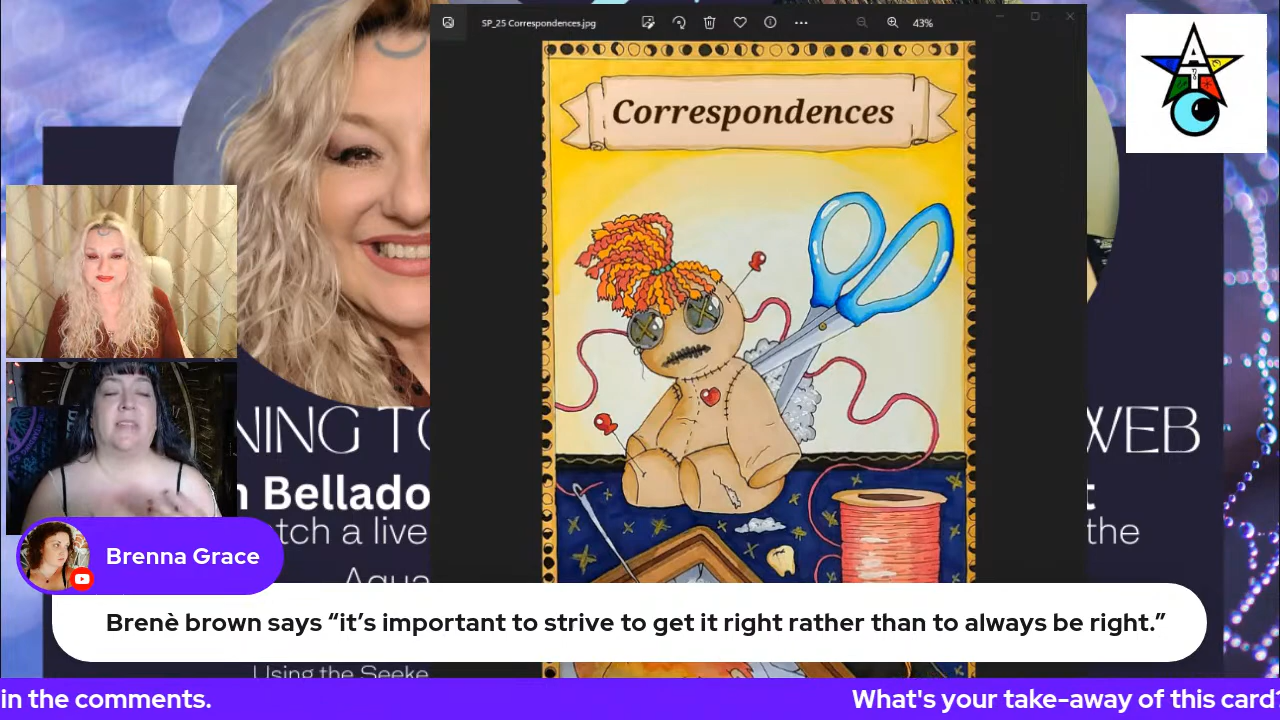 SP_25 Correspondences.jpg
43%
Correspondences
NING TO
WEB
Bellado
tch a live
the
Brenna Grace
Brenè brown says “it’s important to strive to get it right rather than to always be right.”
Using the Seeke
in the comments.
What's your take-away of this card?